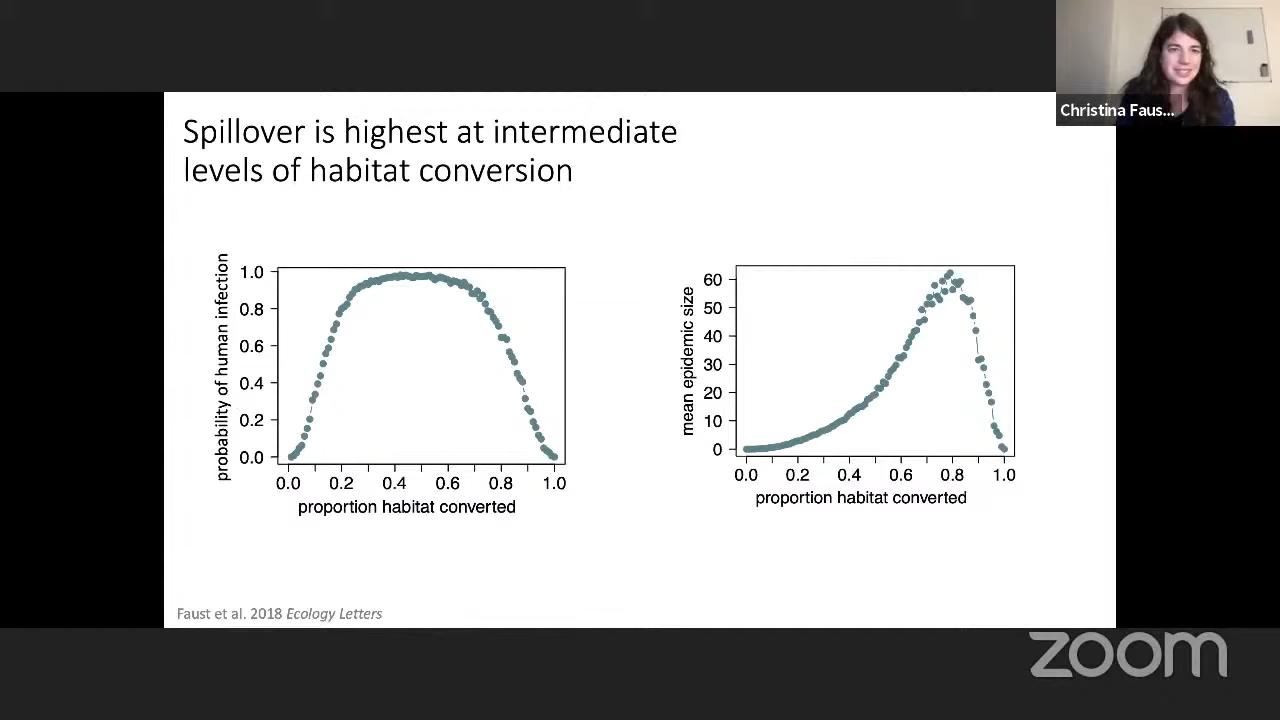 Christina Faus...
Spillover is highest at intermediate
levels of habitat conversion
probability of human infection
1.0
0.8
0.6
0.4
0.2
0.0
0.0 0.2 0.4 0.6 0.8 1.0
proportion habitat converted
mean epidemic size
60
50
40
30
20
10
0
0.0 0.2 0.4 0.6 0.8 1.0
proportion habitat converted
Faust et al. 2018 Ecology Letters
zoom